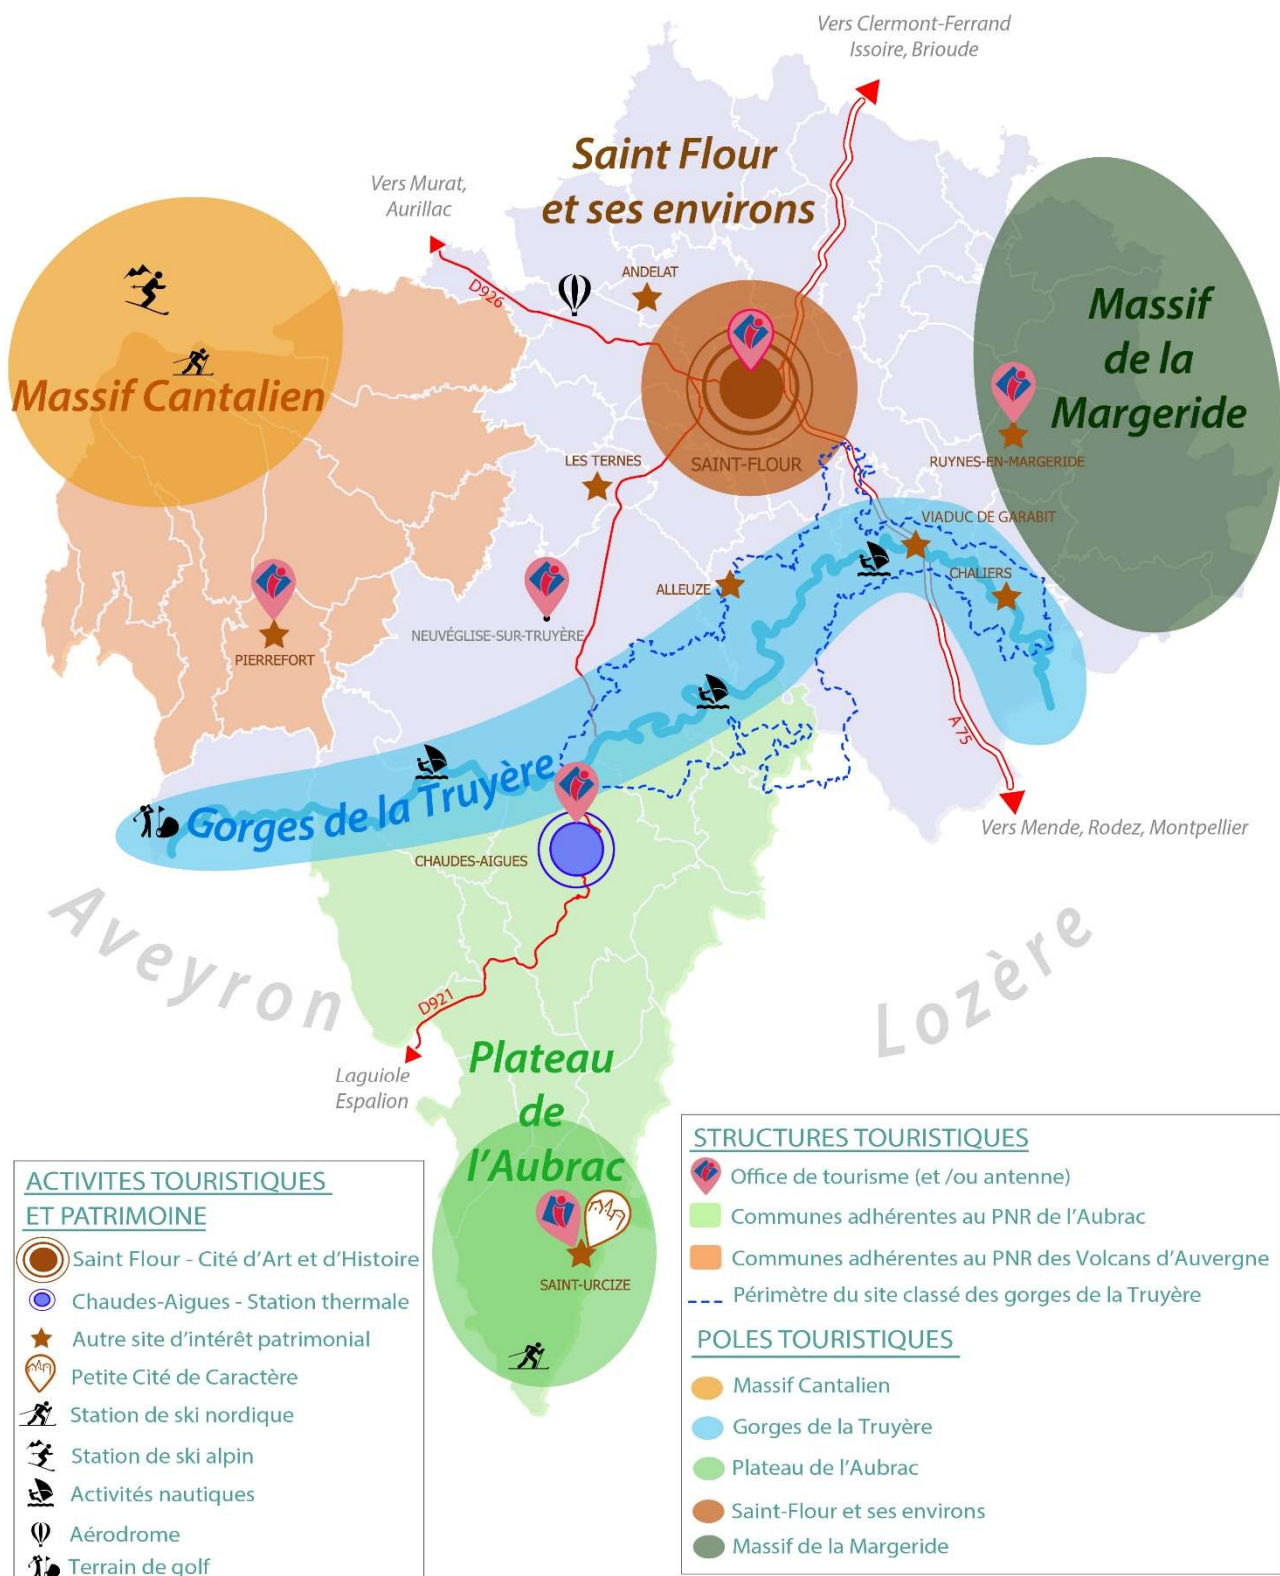 Vers Clermont-Ferrand
Issoire, Brioude
Saint Flour
et ses environs
Vers Murat,
Aurillac
D926
ANDELAT
Massif
de la
Margeride
Massif Cantalien
LES TERNES
SAINT-FLOUR
RUYNES-EN-MARGERIDE
VIADUC DE GARABIT
CHALIERS
ALLEUZE
NEUVÉGLISE-SUR-TRUYÈRE
PIERREFORT
A 75
Gorges de la Truyère
Vers Mende, Rodez, Montpellier
CHAUDES-AIGUES
Aveyron
Lozère
D921
Laguiole
Espalion
Plateau
de
l'Aubrac
SAINT-URCIZE
ACTIVITES TOURISTIQUES
ET PATRIMOINE
Saint Flour - Cité d'Art et d'Histoire
Chaudes-Aigues - Station thermale
Autre site d'intérêt patrimonial
Petite Cité de Caractère
Station de ski nordique
Station de ski alpin
Activités nautiques
Aérodrome
Terrain de golf
STRUCTURES TOURISTIQUES
Office de tourisme (et /ou antenne)
Communes adhérentes au PNR de l'Aubrac
Communes adhérentes au PNR des Volcans d'Auvergne
Périmètre du site classé des gorges de la Truyère
POLES TOURISTIQUES
Massif Cantalien
Gorges de la Truyère
Plateau de l'Aubrac
Saint-Flour et ses environs
Massif de la Margeride